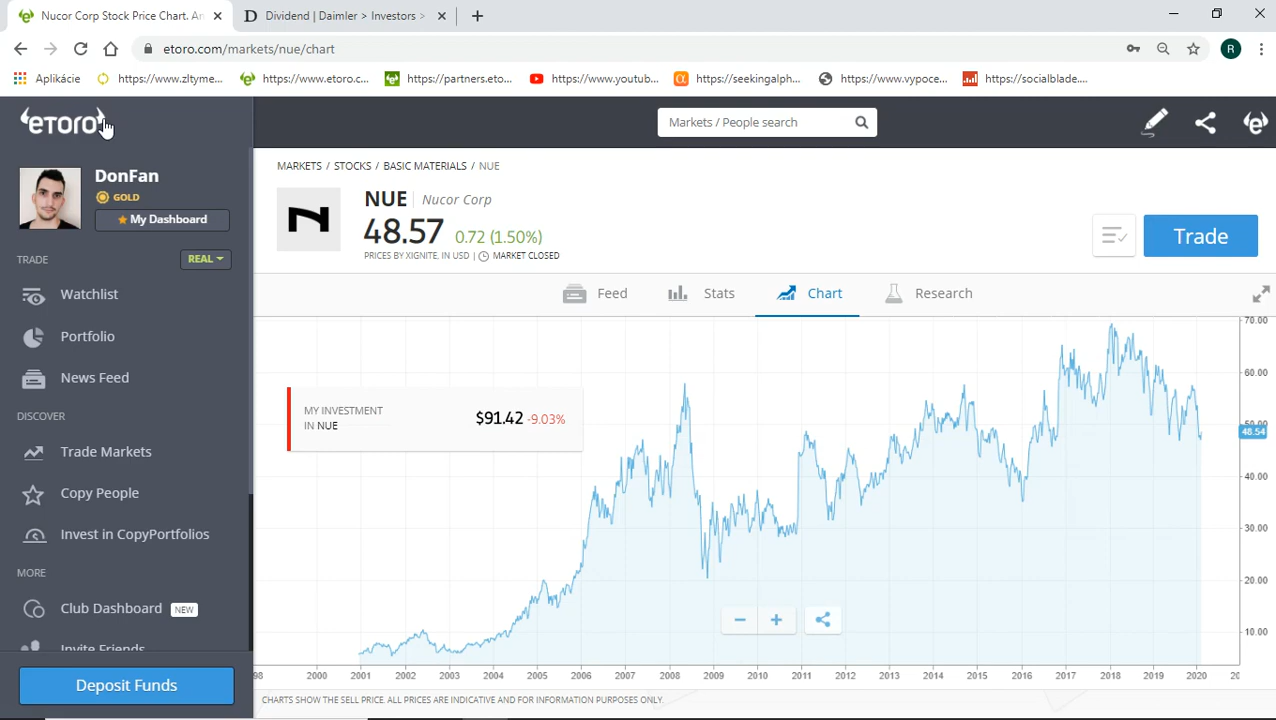 Nucor Corp Stock Price Chart. An
Dividend | Daimler > Investors >
etoro.com/markets/nue/chart
R
Aplikácie
https://www.zltyme...
https://www.etoro.c...
https://partners.eto...
https://www.youtub...
https://seekingalph...
https://www.vypoce...
https://socialblade....
etoro
Markets / People search
DonFan
GOLD
My Dashboard
TRADE
REAL
Watchlist
Portfolio
News Feed
DISCOVER
Trade Markets
Copy People
Invest in CopyPortfolios
MORE
Club Dashboard NEW
Invite Friends
Deposit Funds
MARKETS / STOCKS / BASIC MATERIALS / NUE
NUE Nucor Corp
48.57 0.72 (1.50%)
PRICES BY XIGNITE, IN USD | MARKET CLOSED
Trade
Feed
Stats
Chart
Research
MY INVESTMENT
IN NUE
$91.42 -9.03%
70.00
60.00
50.00
48.54
40.00
30.00
20.00
10.00
98 2000 2001 2002 2003 2004 2005 2006 2007 2008 2009 2010 2011 2012 2013 2014 2015 2016 2017 2018 2019 2020 20
CHARTS SHOW THE SELL PRICE. ALL PRICES ARE INDICATIVE AND FOR INFORMATION PURPOSES ONLY.